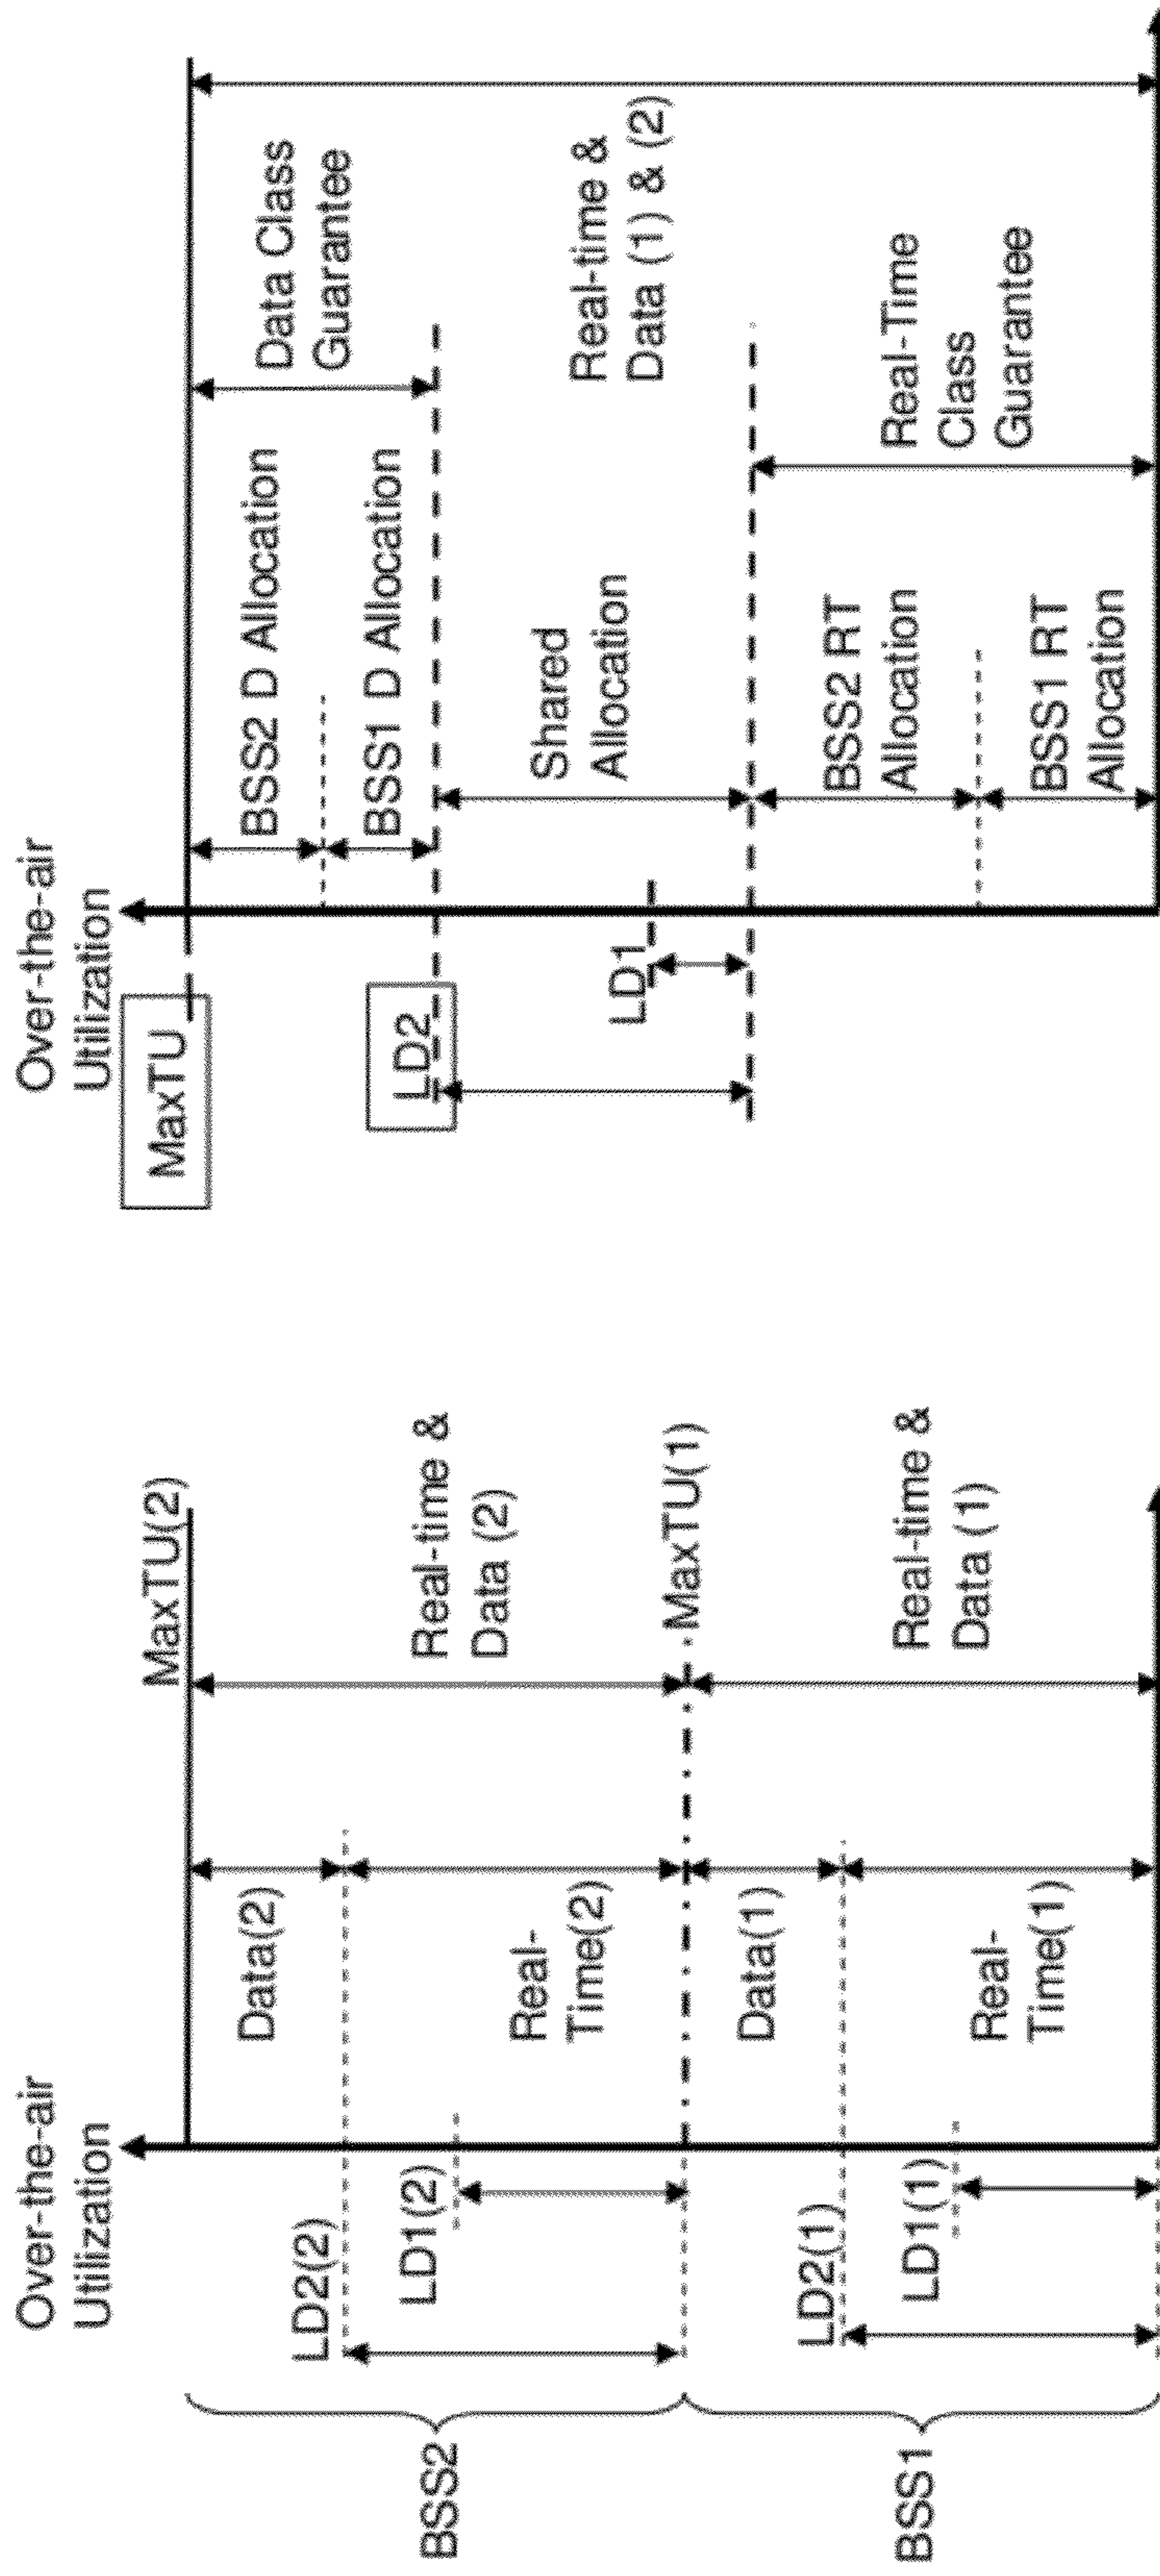 Over-the-air
Utilization
MaxTU(2)
Data(2)
LD2(2)
Real-time &
Data (2)
LD1(2)
BSS2
Real-
Time(2)
MaxTU(1)
Data(1)
LD2(1)
Real-time &
Data (1)
LD1(1)
BSS1
Real-
Time(1)
Over-the-air
Utilization
MaxTU
BSS2 D Allocation
Data Class
Guarantee
BSS1 D Allocation
LD2
Shared
Allocation
Real-time &
Data (1) & (2)
LD1
BSS2 RT
Allocation
Real-Time
Class
Guarantee
BSS1 RT
Allocation